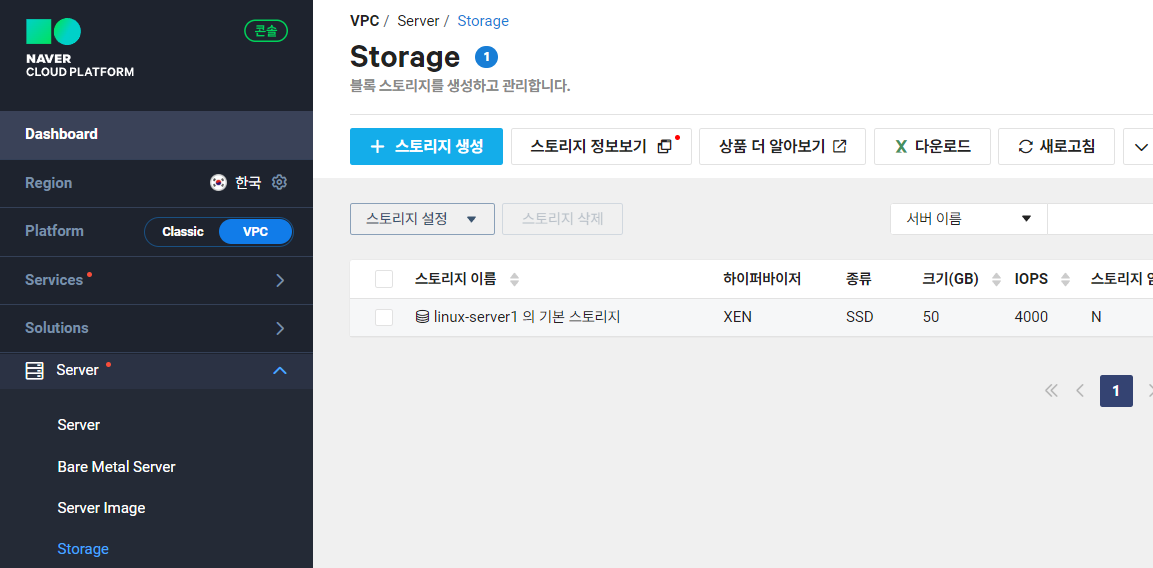 콘솔
NAVER
CLOUD PLATFORM
Dashboard
Region 한국
Platform Classic VPC
Services
Solutions
Server
Server
Bare Metal Server
Server Image
Storage
VPC / Server / Storage
Storage 1
블록 스토리지를 생성하고 관리합니다.
+ 스토리지 생성 스토리지 정보보기 상품 더 알아보기 X 다운로드 새로고침
스토리지 설정 스토리지 삭제 서버 이름
스토리지 이름 하이퍼바이저 종류 크기(GB) IOPS 스토리지
linux-server1 의 기본 스토리지 XEN SSD 50 4000 N
1